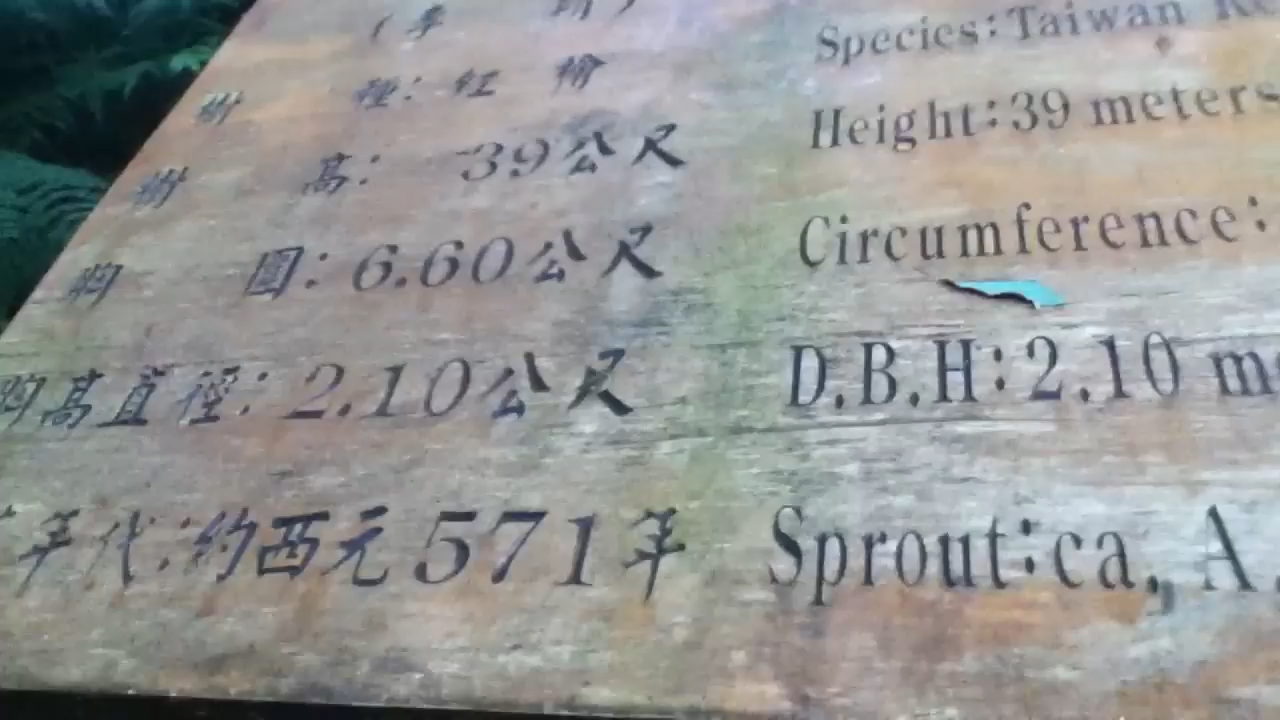 樹種:紅檜
樹高:39公尺
胸圍:6.60公尺
胸高直徑:2.10公尺
年代:約西元571年
Species:Taiwan
Height:39 meters
Circumference:
D.B.H:2.10
Sprout:ca, A.